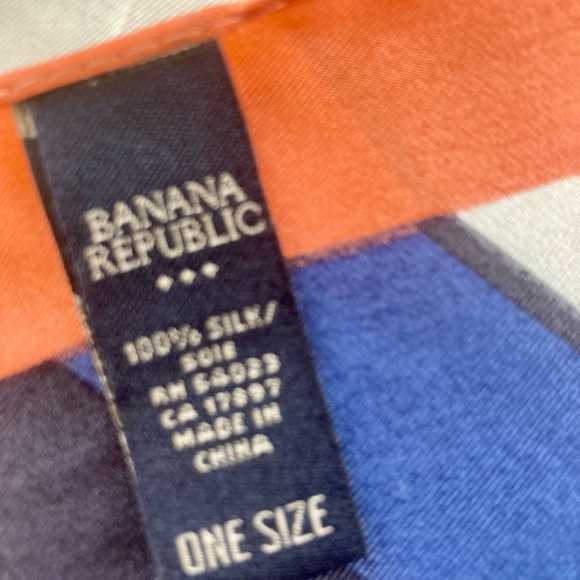 BANANA
REPUBLIC
100% SILK/
SOIE
RN 54023
CA 17897
MADE IN
CHINA
ONE SIZE